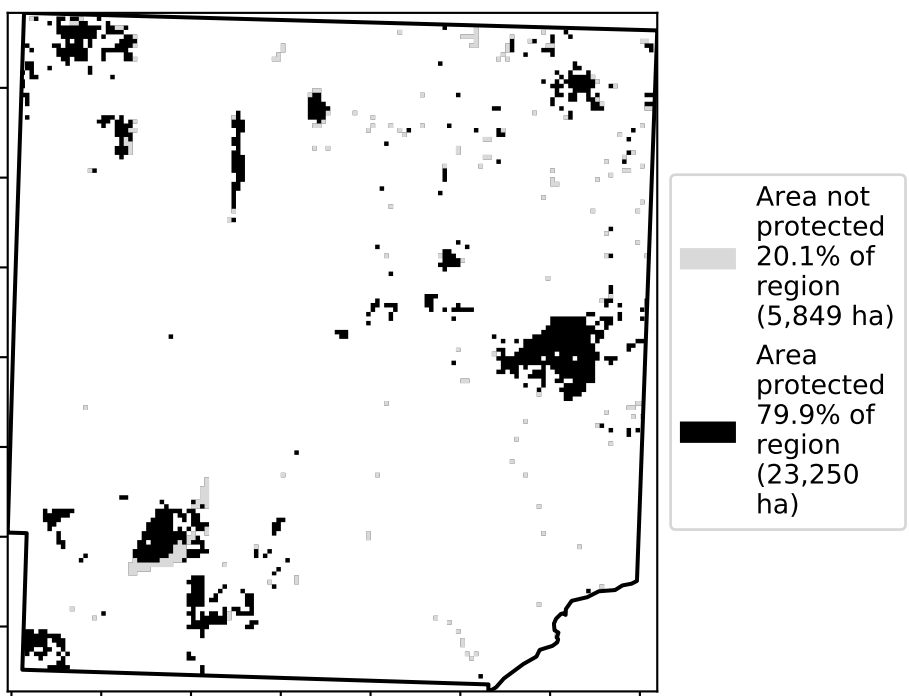 Area not
protected
20.1% of
region
(5,849 ha)
Area
protected
79.9% of
region
(23,250
ha)